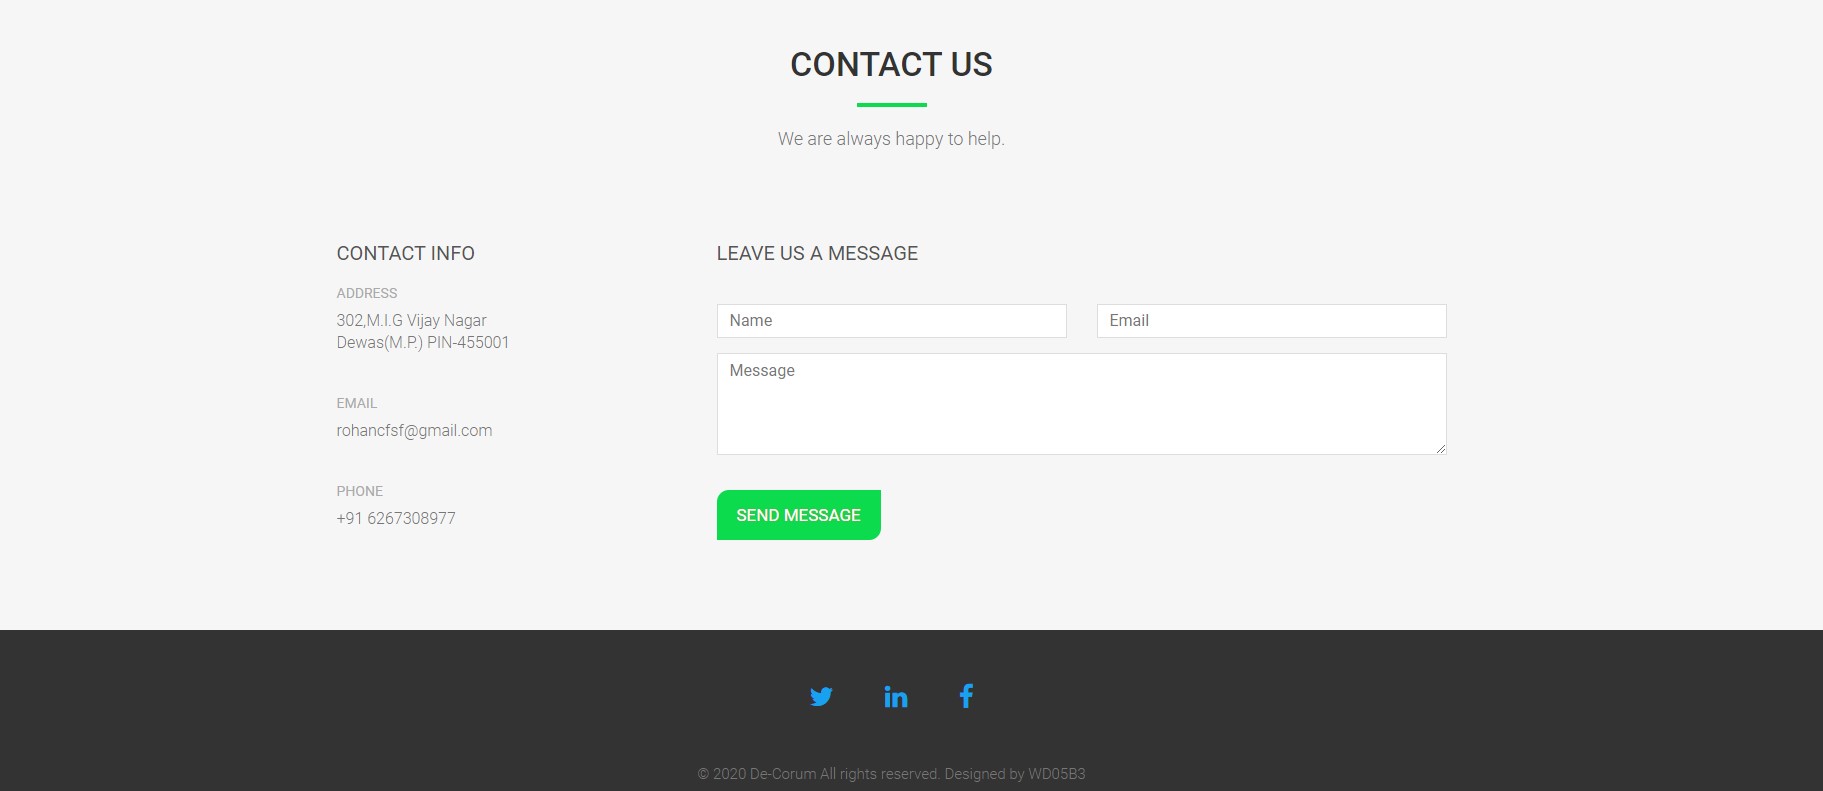 CONTACT US
We are always happy to help.
CONTACT INFO
ADDRESS
302,M.I.G Vijay Nagar
Dewas(M.P.) PIN-455001
EMAIL
rohancfsf@gmail.com
PHONE
+91 6267308977
LEAVE US A MESSAGE
Name
Email
Message
SEND MESSAGE
© 2020 De-Corum All rights reserved. Designed by WD05B3